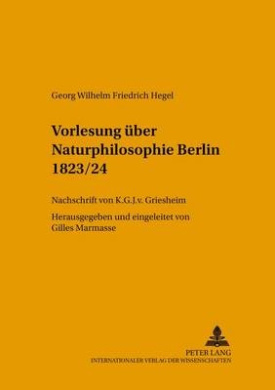 Georg Wilhelm Friedrich Hegel
Vorlesung über
Naturphilosophie Berlin
1823/24
Nachschrift von K.G.J.v. Griesheim
Herausgegeben und eingeleitet von
Gilles Marmasse
PETER LANG
INTERNATIONALER VERLAG DER WISSENSCHAFTEN